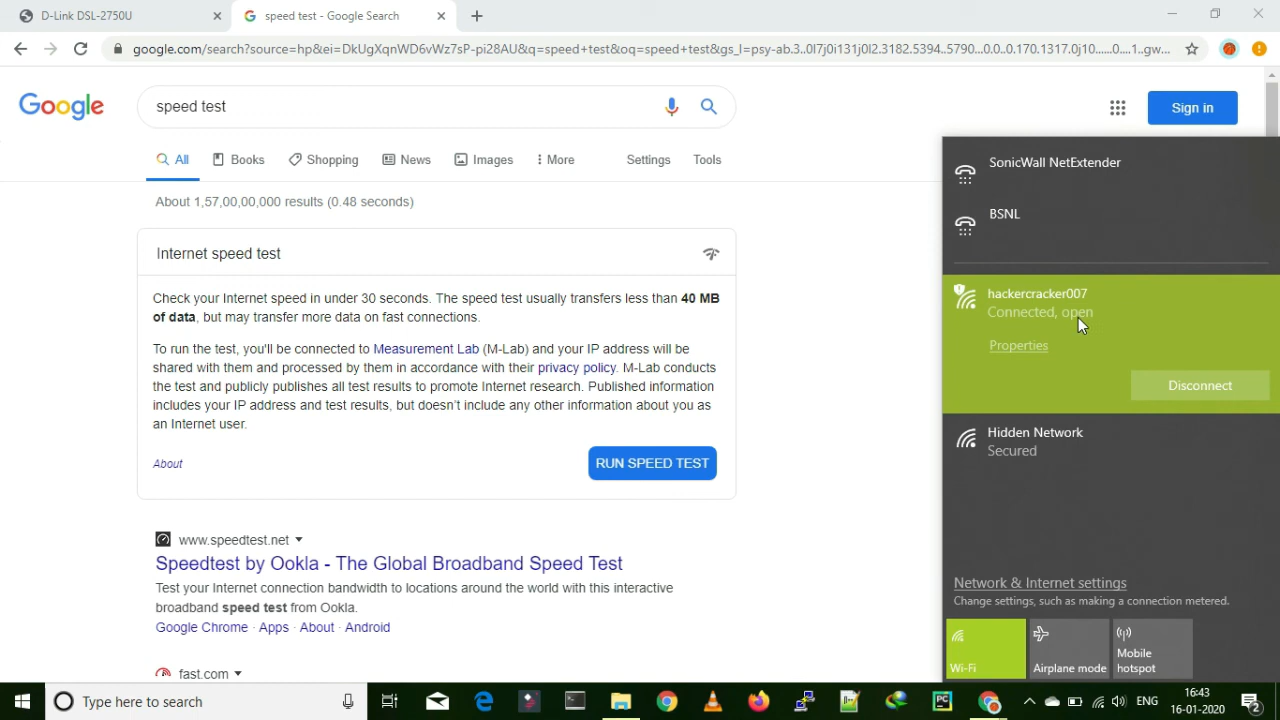 D-Link DSL-2750U
speed test - Google Search
google.com/search?source=hp&ei=DkUgXqnWD6vWz7sP-pi28AU&q=speed+test&oq=speed+test&gs_l=psy-ab.3..0l7j0i131j0l2.3182.5394..5790...0.0..0.170.1317.0j10......0....1..gw...
Google
speed test
Sign in
All
Books
Shopping
News
Images
More
Settings
Tools
About 1,57,00,00,000 results (0.48 seconds)
Internet speed test
Check your Internet speed in under 30 seconds. The speed test usually transfers less than 40 MB
of data, but may transfer more data on fast connections.
To run the test, you'll be connected to Measurement Lab (M-Lab) and your IP address will be
shared with them and processed by them in accordance with their privacy policy. M-Lab conducts
the test and publicly publishes all test results to promote Internet research. Published information
includes your IP address and test results, but doesn't include any other information about you as
an Internet user.
About
RUN SPEED TEST
www.speedtest.net
Speedtest by Ookla - The Global Broadband Speed Test
Test your Internet connection bandwidth to locations around the world with this interactive
broadband speed test from Ookla.
Google Chrome · Apps · About · Android
fast.com
SonicWall NetExtender
BSNL
hackercracker007
Connected, open
Properties
Disconnect
Hidden Network
Secured
Network & Internet settings
Change settings, such as making a connection metered.
Wi-Fi
Airplane mode
Mobile
hotspot
Type here to search
PC
ENG
16:43
16-01-2020
2